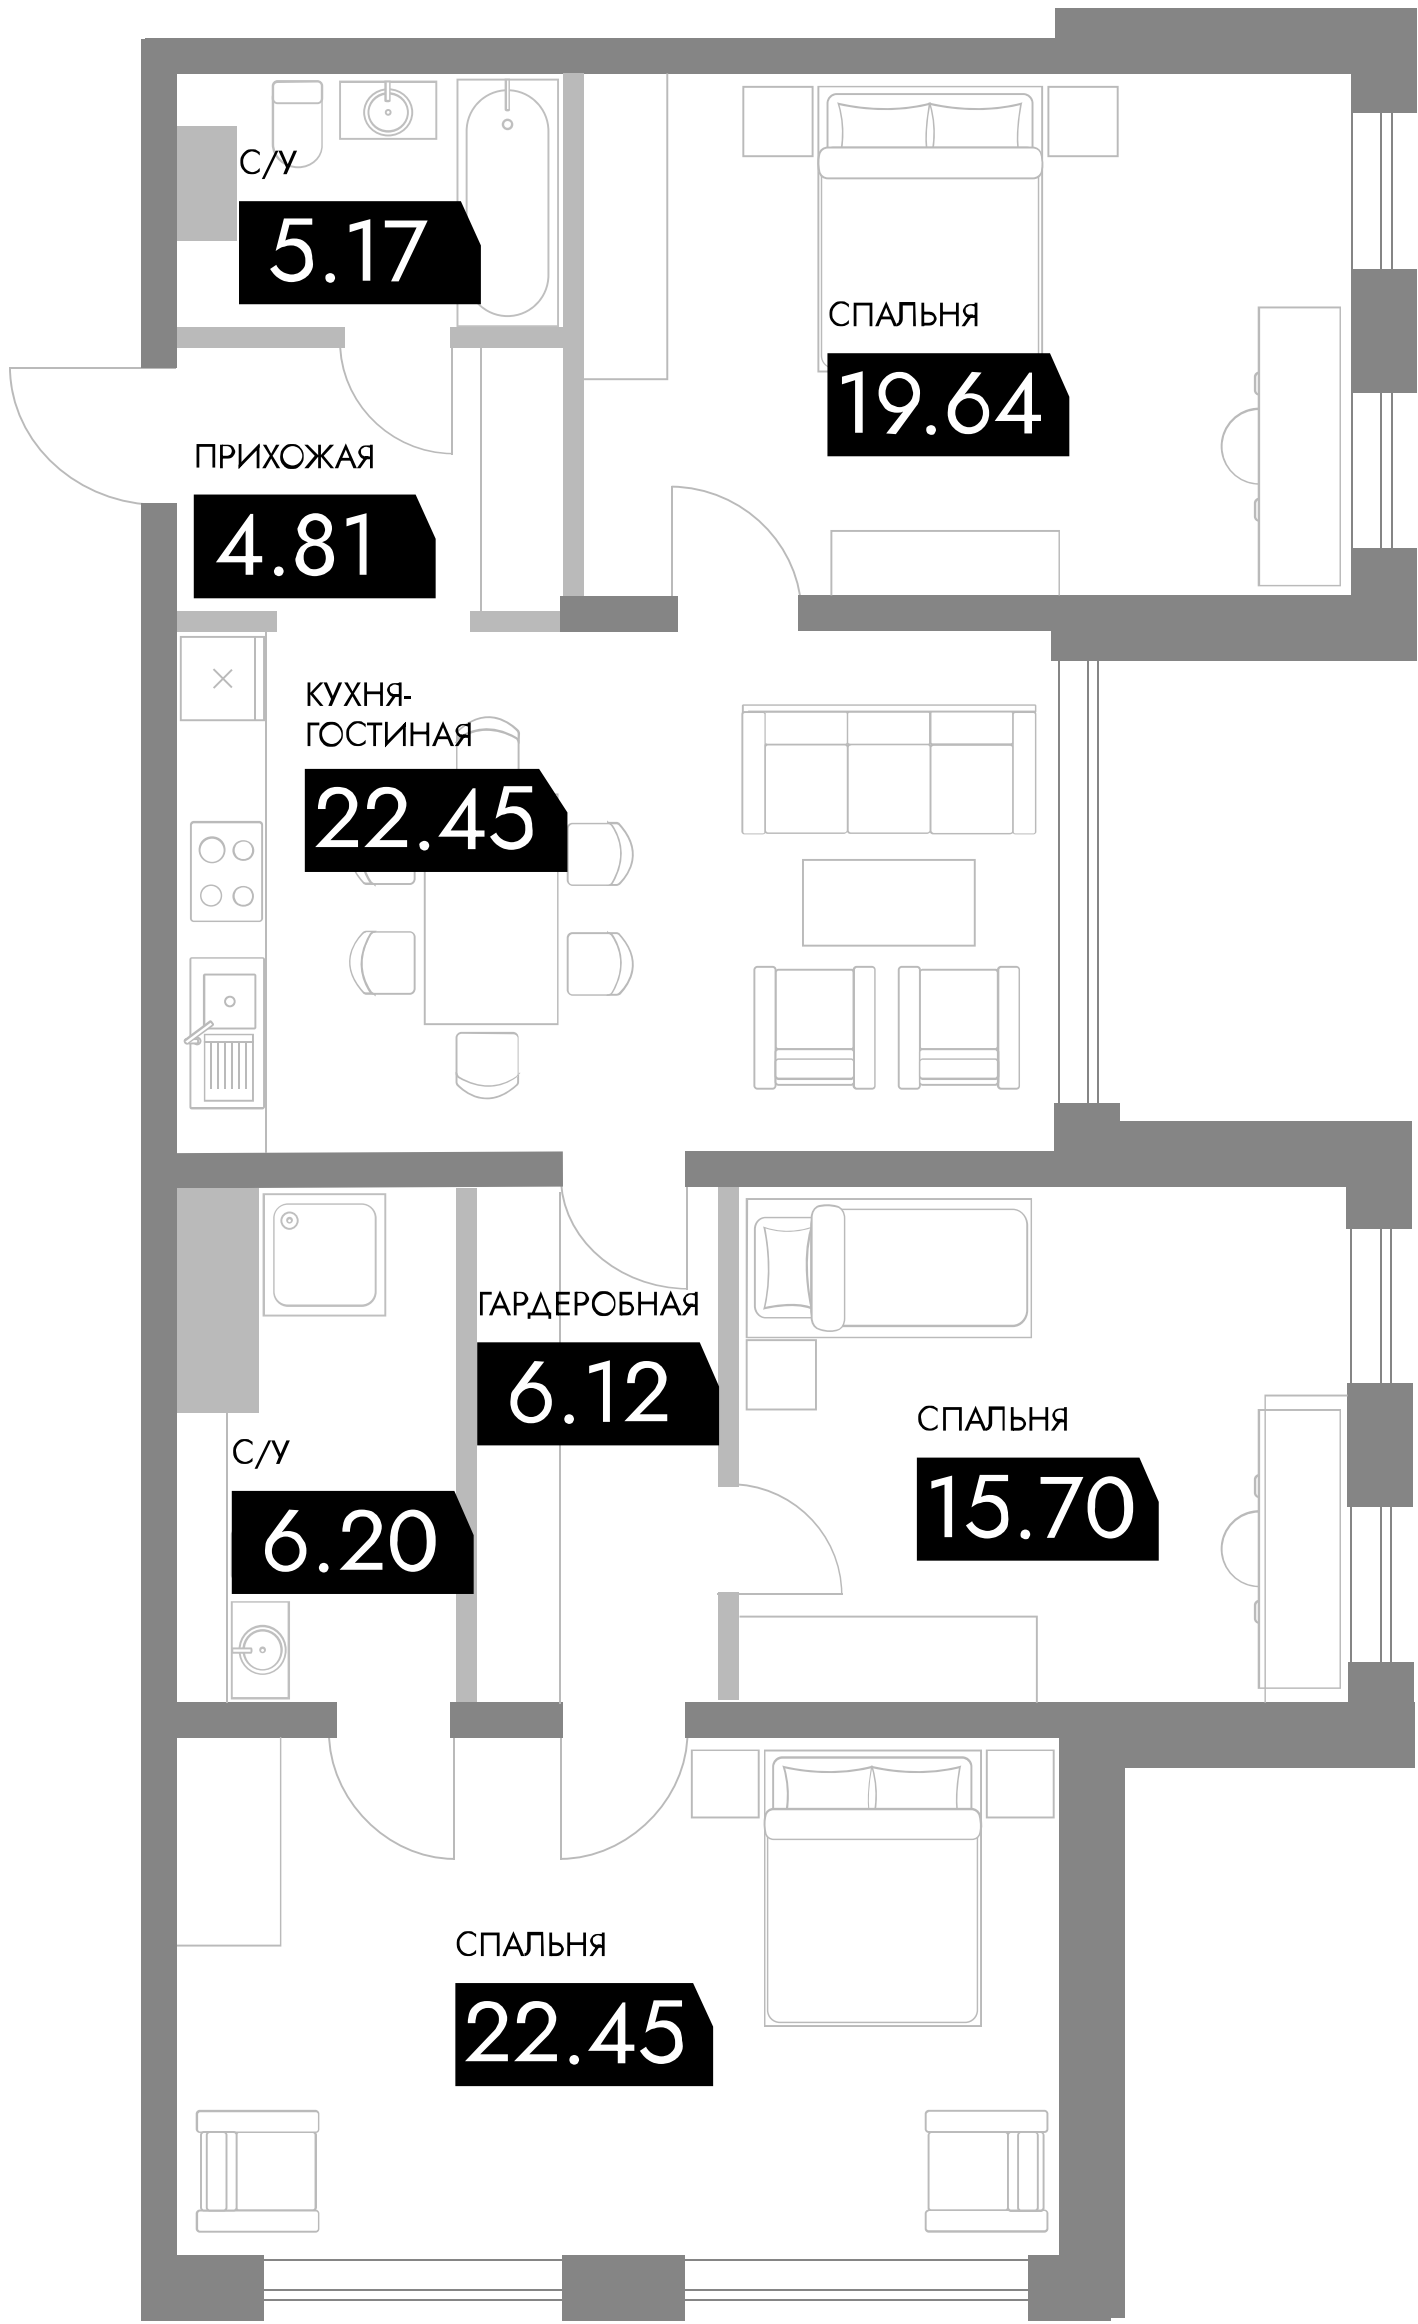 С/У
5.17
СПАЛЬНЯ
19.64
ПРИХОЖАЯ
4.81
КУХНЯ-
ГОСТИНАЯ
22.45
ГАРДЕРОБНАЯ
6.12
СПАЛЬНЯ
15.70
С/У
6.20
СПАЛЬНЯ
22.45